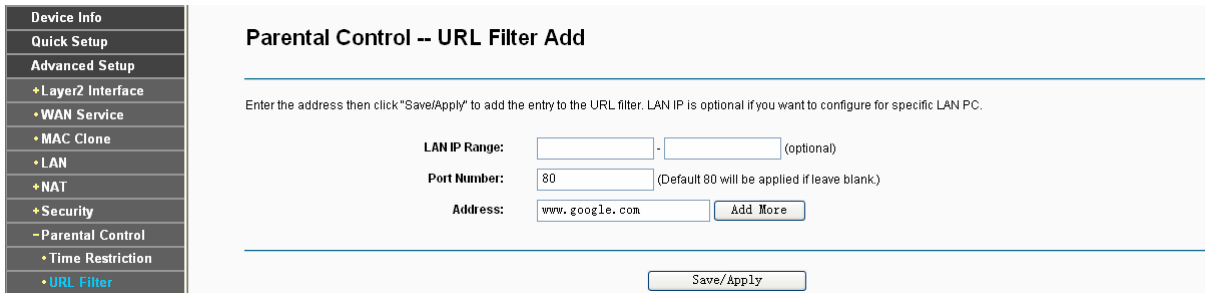 Device Info
Quick Setup
Advanced Setup
+Layer2 Interface
•WAN Service
•MAC Clone
•LAN
+NAT
+Security
-Parental Control
•Time Restriction
•URL Filter
Parental Control -- URL Filter Add
Enter the address then click "Save/Apply" to add the entry to the URL filter. LAN IP is optional if you want to configure for specific LAN PC.
LAN IP Range: - (optional)
Port Number: 80 (Default 80 will be applied if leave blank.)
Address: www.google.com Add More
Save/Apply